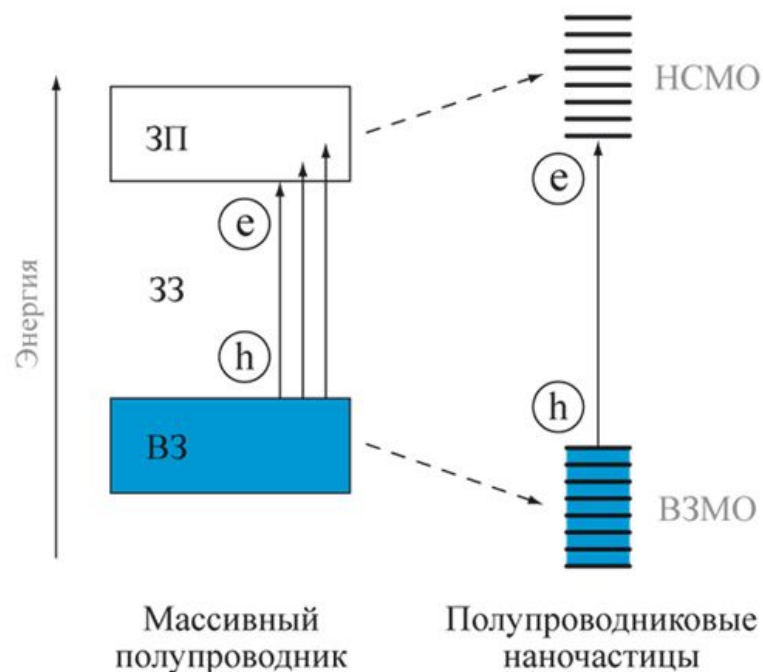 Энергия
ЗП
e
ЗЗ
h
ВЗ
НСМО
e
h
ВЗМО
Массивный
полупроводник
Полупроводниковые
наночастицы